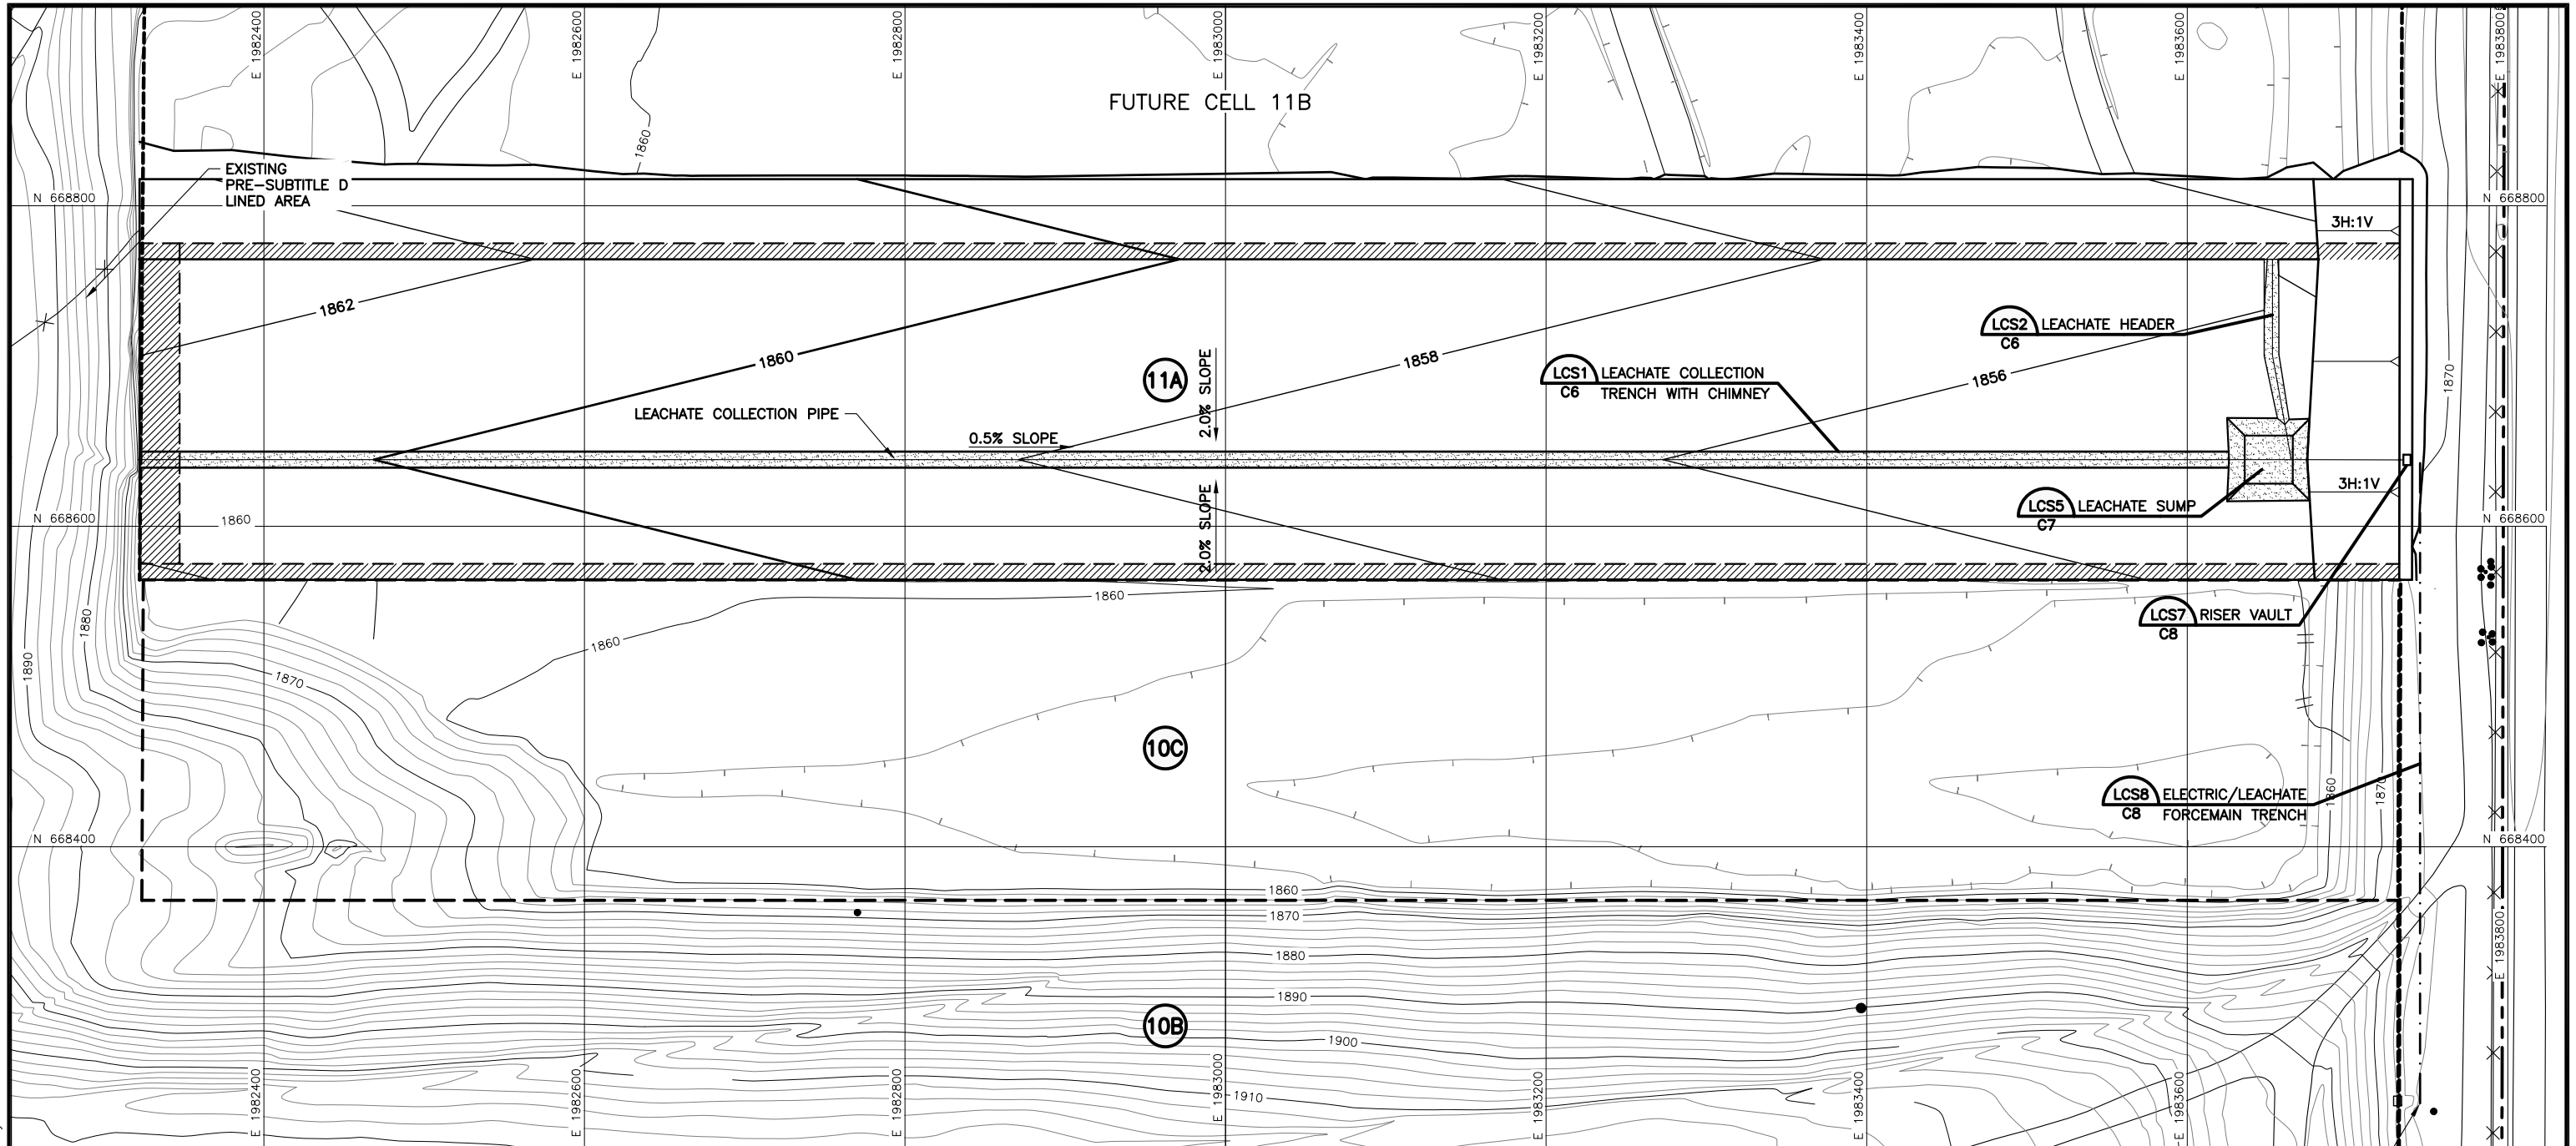 E 1982400
E 1982600
E 1982800
E 1983000
E 1983200
E 1983400
E 1983600
E 1983800
FUTURE CELL 11B
1860
EXISTING
PRE-SUBTITLE D
LINED AREA
N 668800
N 668800
3H:1V
1862
1860
1858
1856
11A
2.0% SLOPE
LCS2 LEACHATE HEADER
C6
LCS1 LEACHATE COLLECTION
C6 TRENCH WITH CHIMNEY
1870
LEACHATE COLLECTION PIPE
0.5% SLOPE
2.0% SLOPE
3H:1V
LCS5 LEACHATE SUMP
C7
N 668600
1860
N 668600
1860
1880
1890
1860
1870
LCS7 RISER VAULT
C8
10C
LCS8 ELECTRIC/LEACHATE
C8 FORCEMAIN TRENCH
1860
1870
N 668400
N 668400
1860
1870
1880
1890
10B
1900
1910
E 1982400
E 1982600
E 1982800
E 1983000
E 1983200
E 1983400
E 1983600
E 1983800